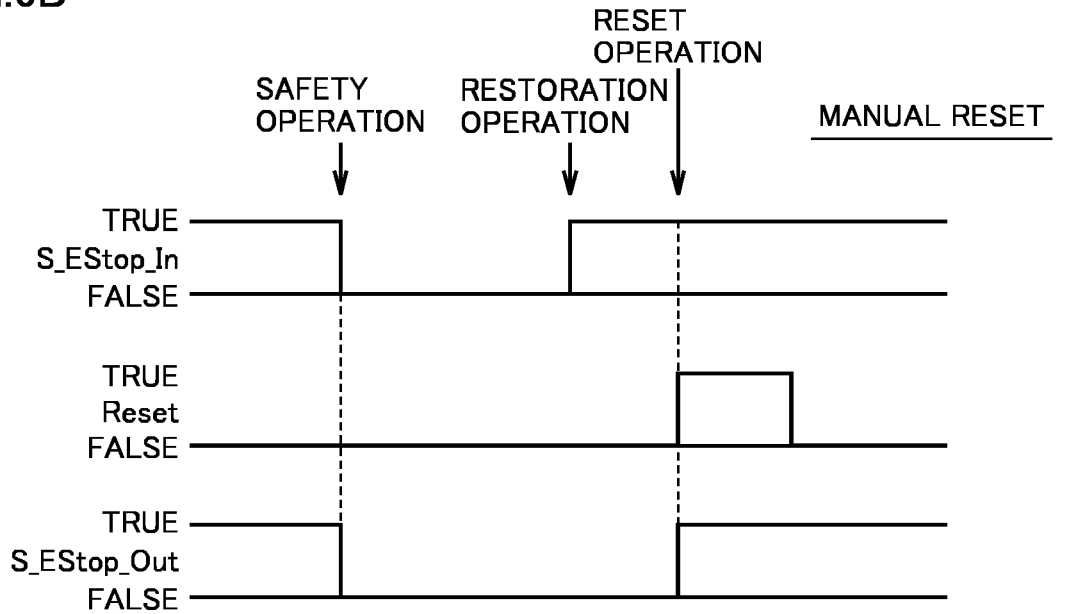 RESET
OPERATION
SAFETY
OPERATION
RESTORATION
OPERATION
MANUAL RESET
TRUE
S_EStop_In
FALSE
TRUE
Reset
FALSE
TRUE
S_EStop_Out
FALSE